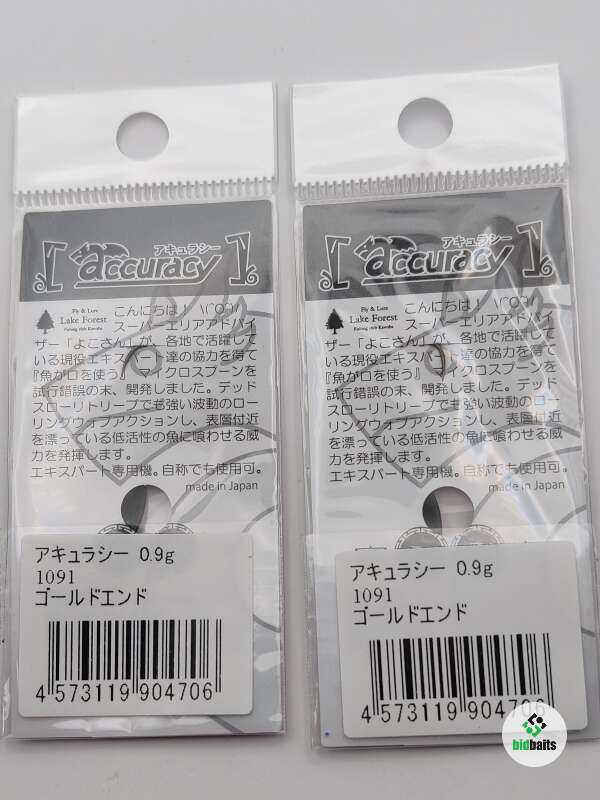 アキュラシー
accuracy
Fly & Lure
Lake Forest
こんにちは！ \(^O^)/
スーパーエリアアドバイ
ザー「よこさん」が、各地で活躍して
いる現役エキスパート達の協力を得て
『魚が口を使う』マイクロスプーンを
試行錯誤の末、開発しました。デッド
スローリトリーブでも強い波動のロー
リングウォブアクションし、表層付近
を漂っている低活性の魚に喰わせる威
力を発揮します。
エキスパート専用機。自称でも使用可。
made in Japan
アキュラシー 0.9g
1091
ゴールドエンド
4 573119 904706
アキュラシー
accuracy
Fly & Lure
Lake Forest
こんにちは！ \(^O^)/
スーパーエリアアドバイ
ザー「よこさん」が、各地で活躍して
いる現役エキスパート達の協力を得て
『魚が口を使う』マイクロスプーンを
試行錯誤の末、開発しました。デッド
スローリトリーブでも強い波動のロー
リングウォブアクションし、表層付近
を漂っている低活性の魚に喰わせる威
力を発揮します。
エキスパート専用機。自称でも使用可。
made in Japan
アキュラシー 0.9g
1091
ゴールドエンド
4 573119 904706
bidbaits